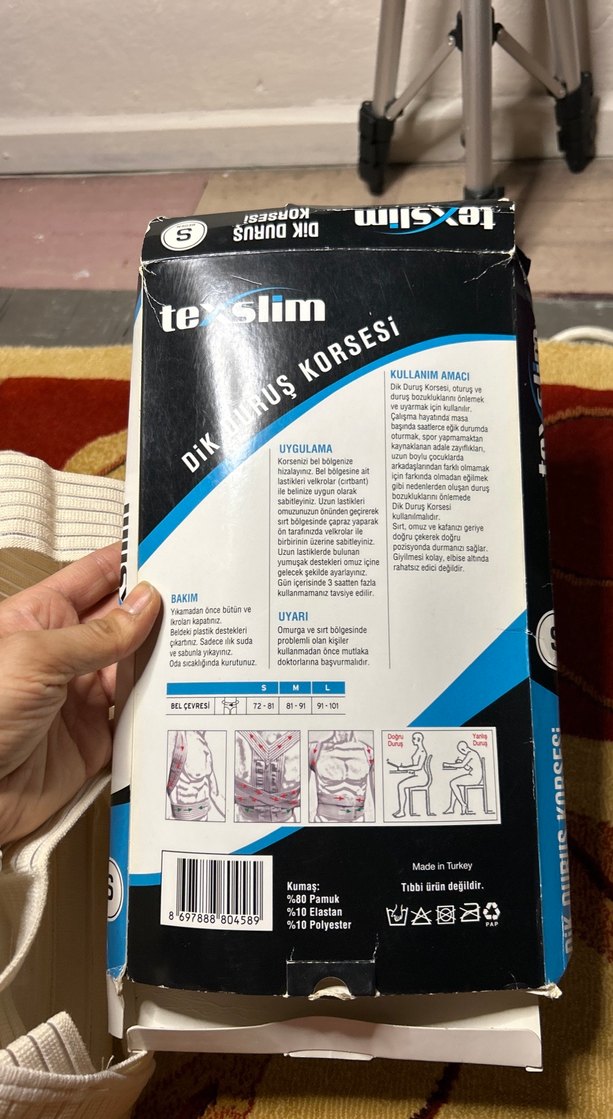 texslim
DİK DURUŞ
KORSESİ
S
texslim
DİK DURUŞ KORSESİ
KULLANIM AMACI
Dik Duruş Korsesi, oturuş ve
duruş bozukluklarını önlemek
ve uyarmak için kullanılır.
Çalışma hayatında masa
başında saatlerce eğik durumda
oturmak, spor yapmamaktan
kaynaklanan adale zayıflıkları,
uzun boylu çocuklarda
arkadaşlarından farklı olmamak
için farkında olmadan eğilmek
gibi nedenlerden oluşan duruş
bozukluklarını önlemede
Dik Duruş Korsesi
kullanılmalıdır.
Sırt, omuz ve kafanızı geriye
doğru çekerek doğru
pozisyonda durmanızı sağlar.
Giyilmesi kolay, elbise altında
rahatsız edici değildir.
UYGULAMA
Korsenizi bel bölgenize
hizalayınız. Bel bölgesine ait
lastikleri velkrolar (cırtbant)
ile belinize uygun olarak
sabitleyiniz. Uzun lastikleri
omuzunuzun önünden geçirerek
sırt bölgesinde çapraz yaparak
ön tarafınızda velkrolar ile
birbirinin üzerine sabitleyiniz.
Uzun lastiklerde bulunan
yumuşak destekleri omuz içine
gelecek şekilde ayarlayınız.
Gün içerisinde 3 saatten fazla
kullanmamanız tavsiye edilir.
BAKIM
Yıkamadan önce bütün ve
lkroları kapatınız.
Beldeki plastik destekleri
çıkartınız. Sadece ılık suda
ve sabunla yıkayınız.
Oda sıcaklığında kurutunuz.
UYARI
Omurga ve sırt bölgesinde
problemli olan kişiler
kullanmadan önce mutlaka
doktorlarına başvurmalıdır.
S M L
BEL ÇEVRESİ 72 - 81 81 - 91 91 - 101
Doğru
Duruş
Yanlış
Duruş
8 697888 804589
Kumaş:
%80 Pamuk
%10 Elastan
%10 Polyester
Made in Turkey
Tıbbi ürün değildir.
PAP
DİK DURUŞ KORSESİ
S